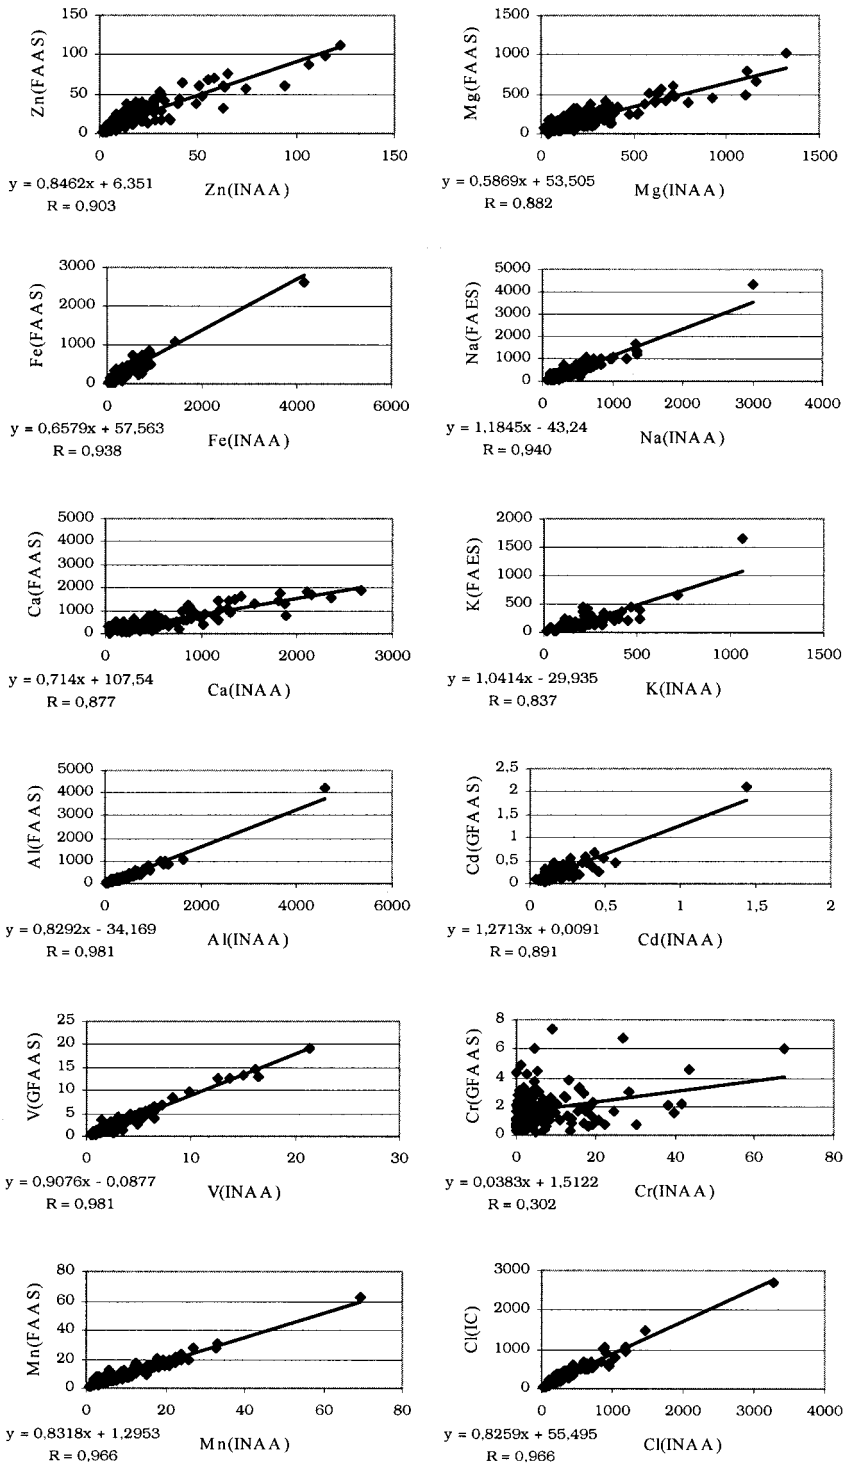 150
100
50
0
Zn(FAAS)
0 50 100 150
y = 0,8462x + 6,351
Zn(INAA)
R = 0,903
1500
1000
500
0
Mg(FAAS)
0 500 1000 1500
y = 0,5869x + 53,505
Mg(INAA)
R = 0,882
3000
2000
1000
0
Fe(FAAS)
0 2000 4000 6000
y = 0,6579x + 57,563
Fe(INAA)
R = 0,938
5000
4000
3000
2000
1000
0
Na(FAES)
0 1000 2000 3000 4000
y = 1,1845x - 43,24
Na(INAA)
R = 0,940
5000
4000
3000
2000
1000
0
Ca(FAAS)
0 1000 2000 3000
y = 0,714x + 107,54
Ca(INAA)
R = 0,877
2000
1500
1000
500
0
K(FAES)
0 500 1000 1500
y = 1,0414x - 29,935
K(INAA)
R = 0,837
5000
4000
3000
2000
1000
0
Al(FAAS)
0 2000 4000 6000
y = 0,8292x - 34,169
Al(INAA)
R = 0,981
2,5
2
1,5
1
0,5
0
Cd(GFAAS)
0 0,5 1 1,5 2
y = 1,2713x + 0,0091
Cd(INAA)
R = 0,891
25
20
15
10
5
0
V(GFAAS)
0 10 20 30
y = 0,9076x - 0,0877
V(INAA)
R = 0,981
8
6
4
2
0
Cr(GFAAS)
0 20 40 60 80
y = 0,0383x + 1,5122
Cr(INAA)
R = 0,302
80
60
40
20
0
Mn(FAAS)
0 20 40 60 80
y = 0,8318x + 1,2953
Mn(INAA)
R = 0,966
3000
2000
1000
0
Cl(IC)
0 1000 2000 3000 4000
y = 0,8259x + 55,495
Cl(INAA)
R = 0,966